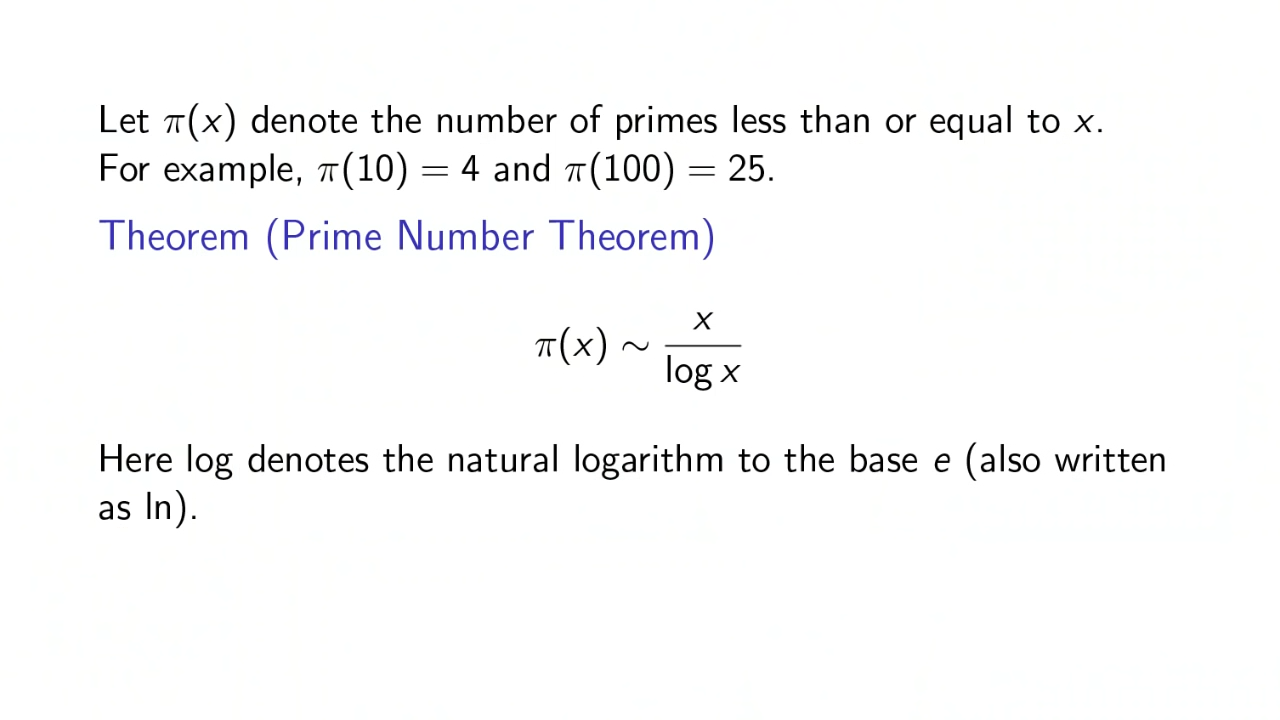 Let π(x) denote the number of primes less than or equal to x.
For example, π(10) = 4 and π(100) = 25.
Theorem (Prime Number Theorem)
π(x) ∼ x / log x
Here log denotes the natural logarithm to the base e (also written
as ln).